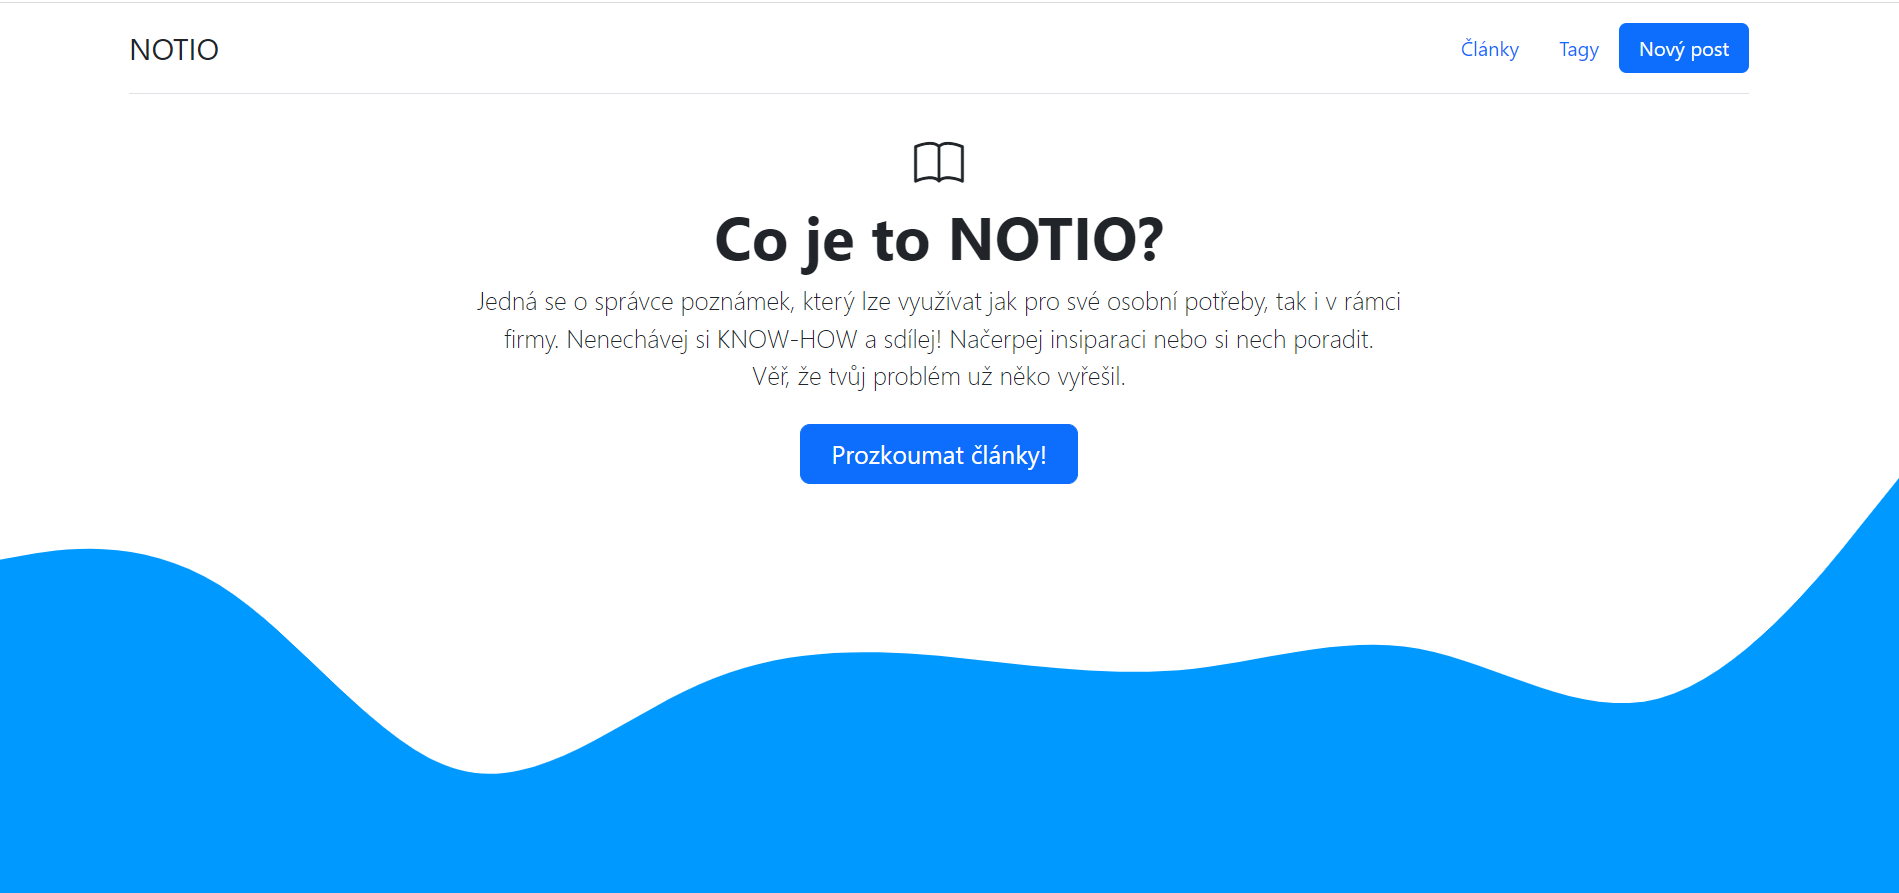 NOTIO
Články
Tagy
Nový post
Co je to NOTIO?
Jedná se o správce poznámek, který lze využívat jak pro své osobní potřeby, tak i v rámci
firmy. Nenechávej si KNOW-HOW a sdílej! Načerpej insiparaci nebo si nech poradit.
Věř, že tvůj problém už něko vyřešil.
Prozkoumat články!